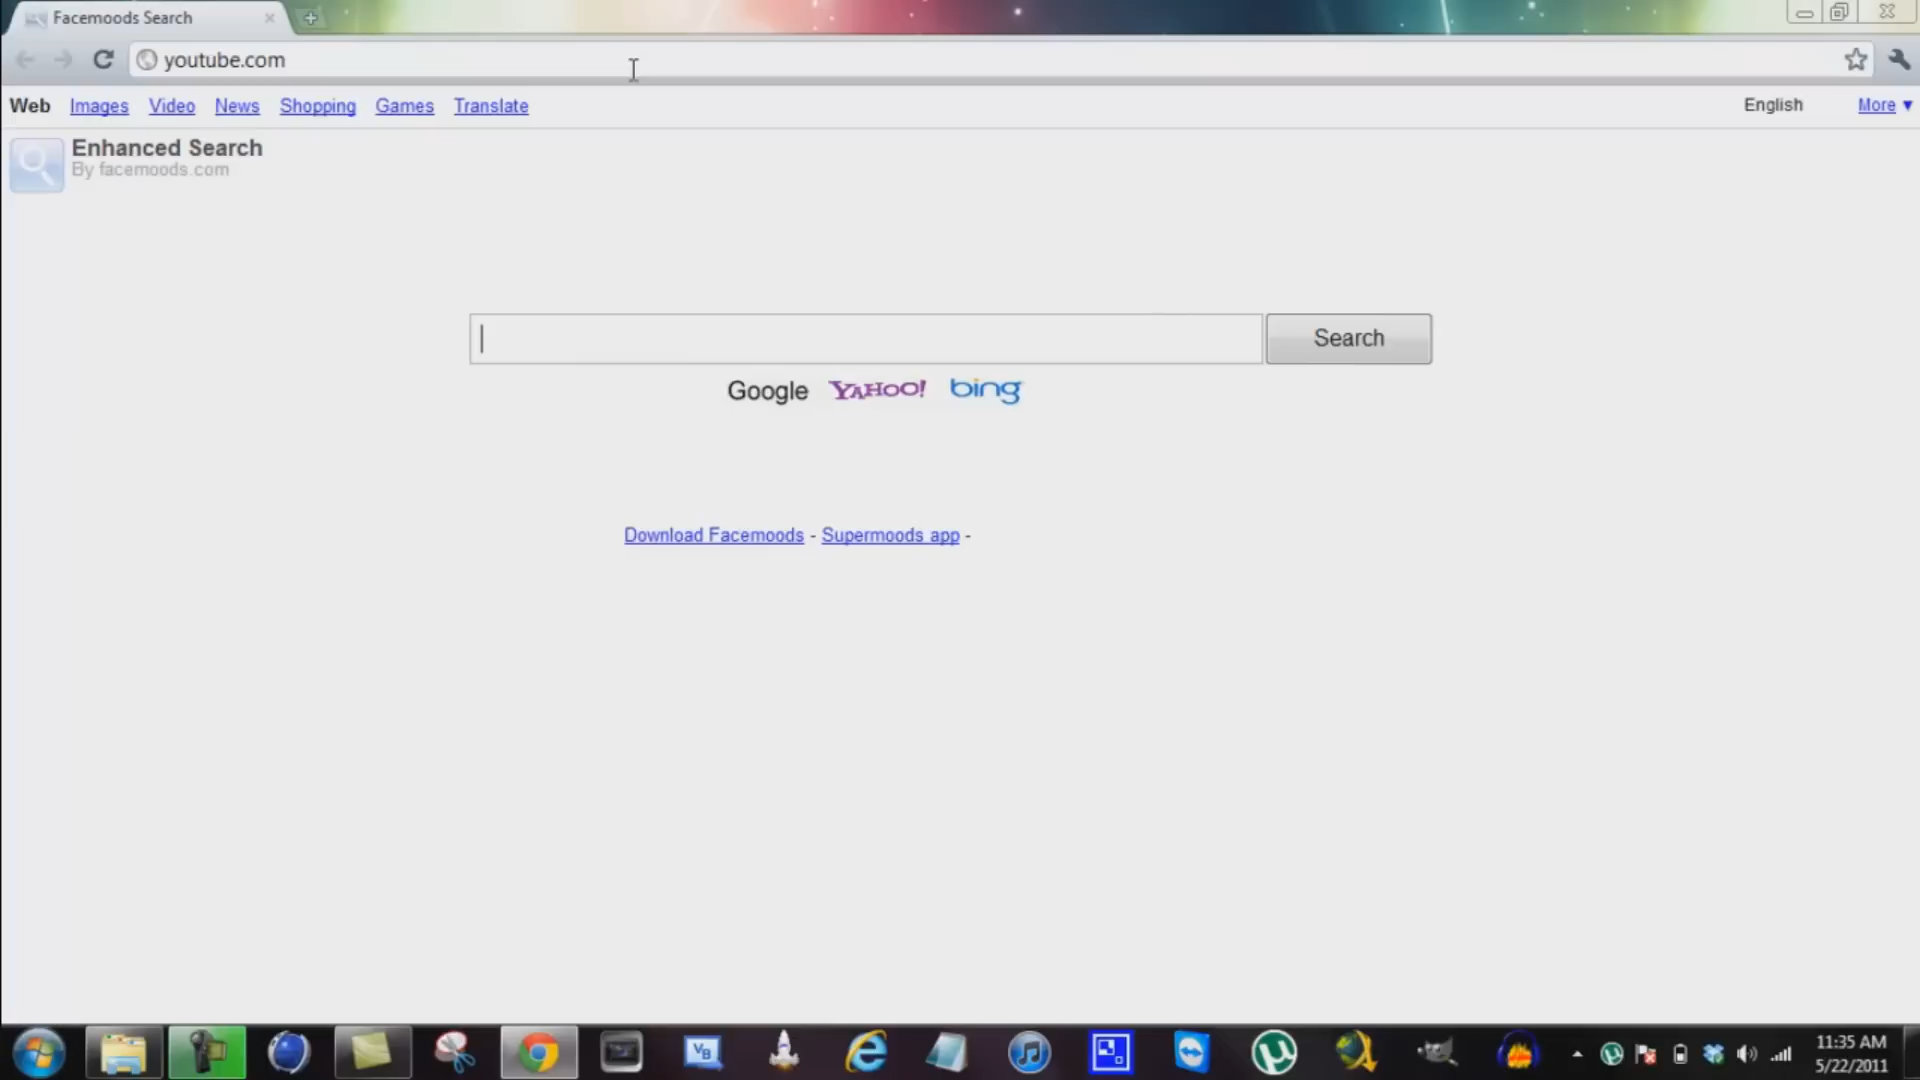 Facemoods Search
youtube.com
Web Images Video News Shopping Games Translate English More ▼
Enhanced Search
By facemoods.com
Search
Google YAHOO! bing
Download Facemoods - Supermoods app -
VB
11:35 AM
5/22/2011